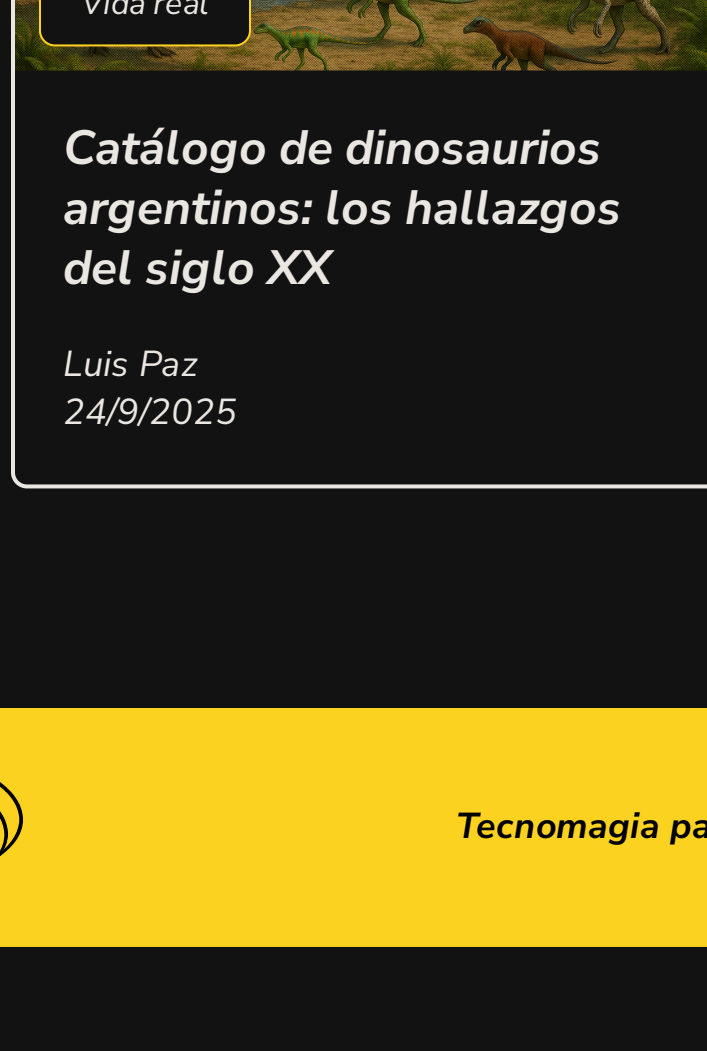 Vida real
Catálogo de dinosaurios
argentinos: los hallazgos
del siglo XX
Luis Paz
24/9/2025
Tecnomagia pa